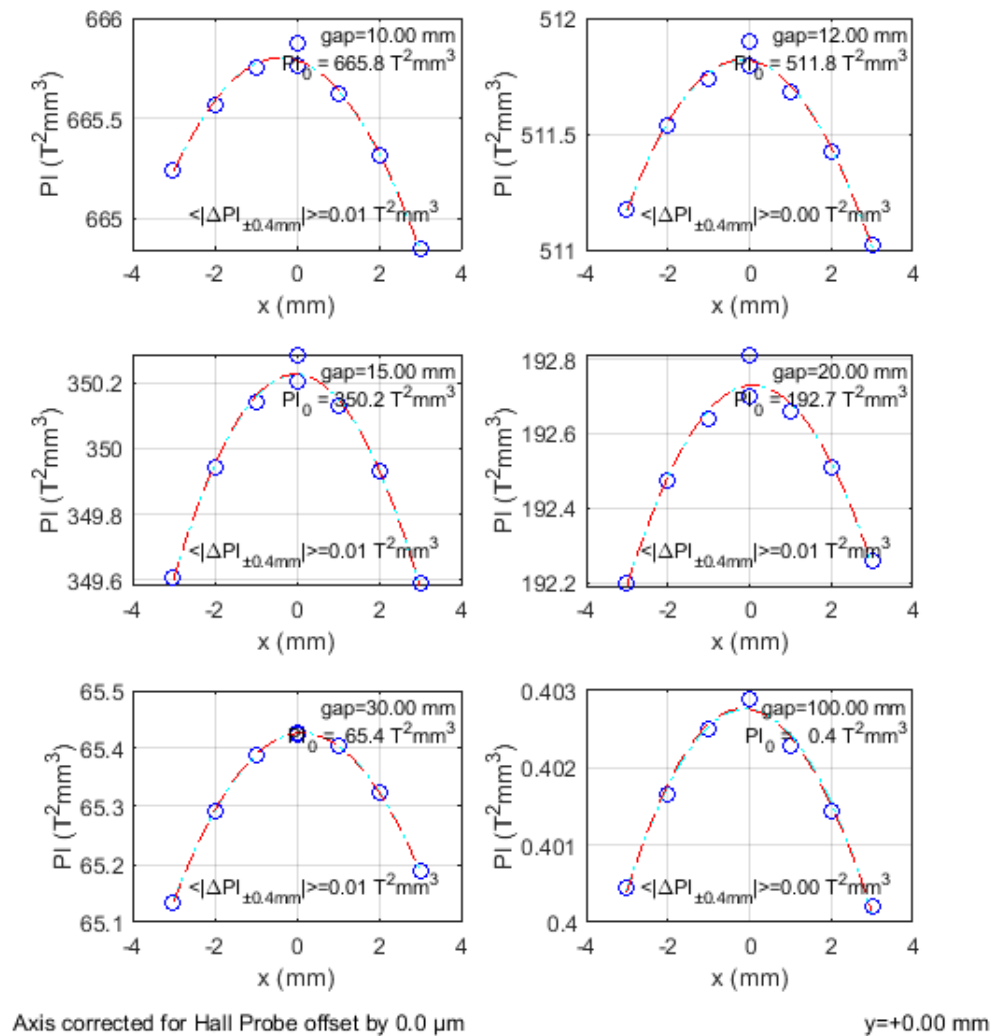 666
665.5
665
PI (T²mm³)
gap=10.00 mm
PI₀ = 665.8 T²mm³
<|ΔPI±0.4mm|>=0.01 T²mm³
-4 -2 0 2 4
x (mm)
512
511.5
511
PI (T²mm³)
gap=12.00 mm
PI₀ = 511.8 T²mm³
<|ΔPI±0.4mm|>=0.00 T²mm³
-4 -2 0 2 4
x (mm)
350.2
350
349.8
349.6
PI (T²mm³)
gap=15.00 mm
PI₀ = 350.2 T²mm³
<|ΔPI±0.4mm|>=0.01 T²mm³
-4 -2 0 2 4
x (mm)
192.8
192.6
192.4
192.2
PI (T²mm³)
gap=20.00 mm
PI₀ = 192.7 T²mm³
<|ΔPI±0.4mm|>=0.01 T²mm³
-4 -2 0 2 4
x (mm)
65.5
65.4
65.3
65.2
65.1
PI (T²mm³)
gap=30.00 mm
PI₀ = 65.4 T²mm³
<|ΔPI±0.4mm|>=0.01 T²mm³
-4 -2 0 2 4
x (mm)
0.403
0.402
0.401
0.4
PI (T²mm³)
gap=100.00 mm
PI₀ = 0.4 T²mm³
<|ΔPI±0.4mm|>=0.00 T²mm³
-4 -2 0 2 4
x (mm)
Axis corrected for Hall Probe offset by 0.0 μm
y=+0.00 mm